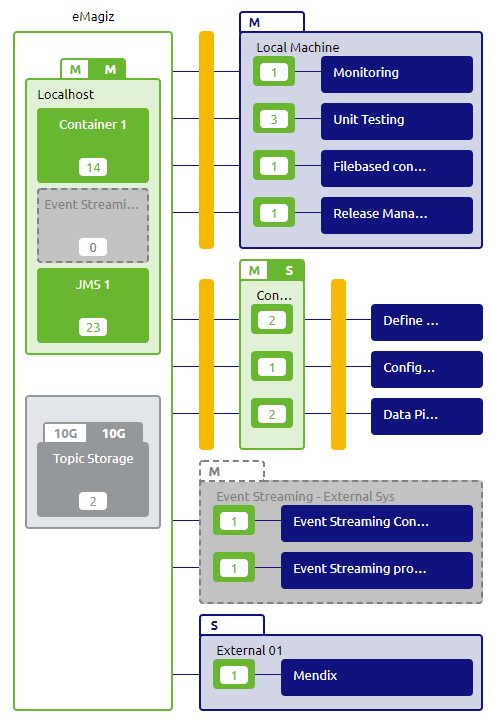 eMagiz
M M
Localhost
Container 1
14
Event Streami...
0
JMS 1
23
10G 10G
Topic Storage
2
M
Local Machine
1 Monitoring
3 Unit Testing
1 Filebased con...
1 Release Mana...
M S
Con...
2 Define ...
1 Config...
2 Data Pi...
M
Event Streaming - External Sys
1 Event Streaming Con...
1 Event Streaming pro...
S
External 01
1 Mendix